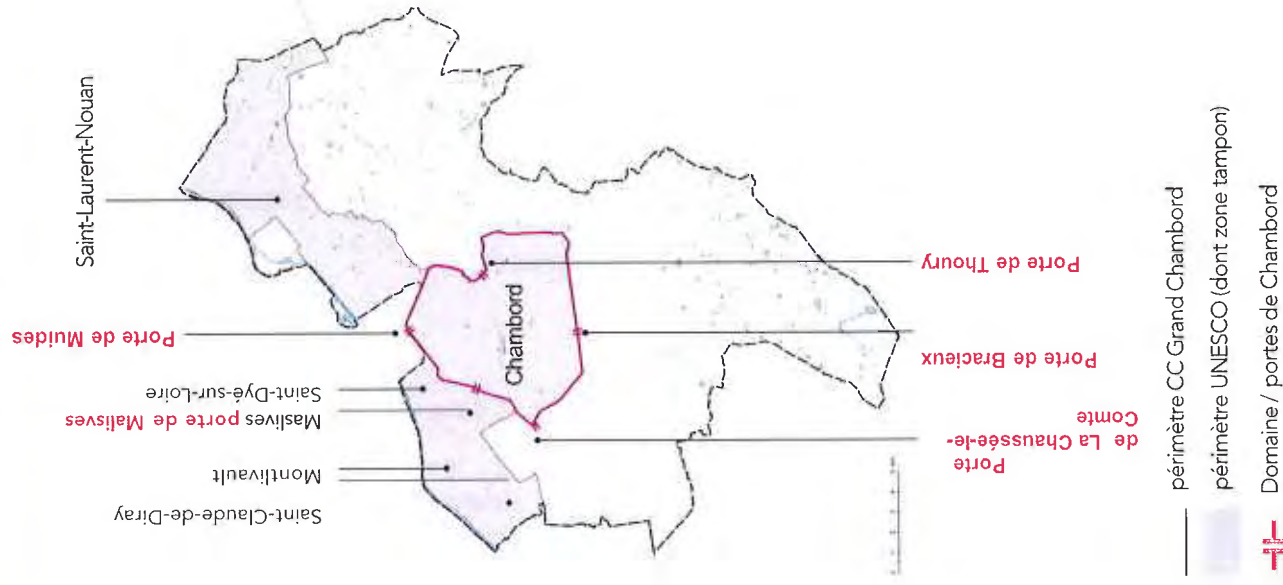 Saint-Laurent-Nouan
Porte de Muides
Saint-Dyé-sur-Loire
Maslives porte de Malisves
Montlivault
Saint-Claude-de-Diray
Chambord
Porte de Thoury
Porte de Bracieux
Porte
de La Chaussée-le-
Comte
périmètre CC Grand Chambord
périmètre UNESCO (dont zone tampon)
Domaine / portes de Chambord